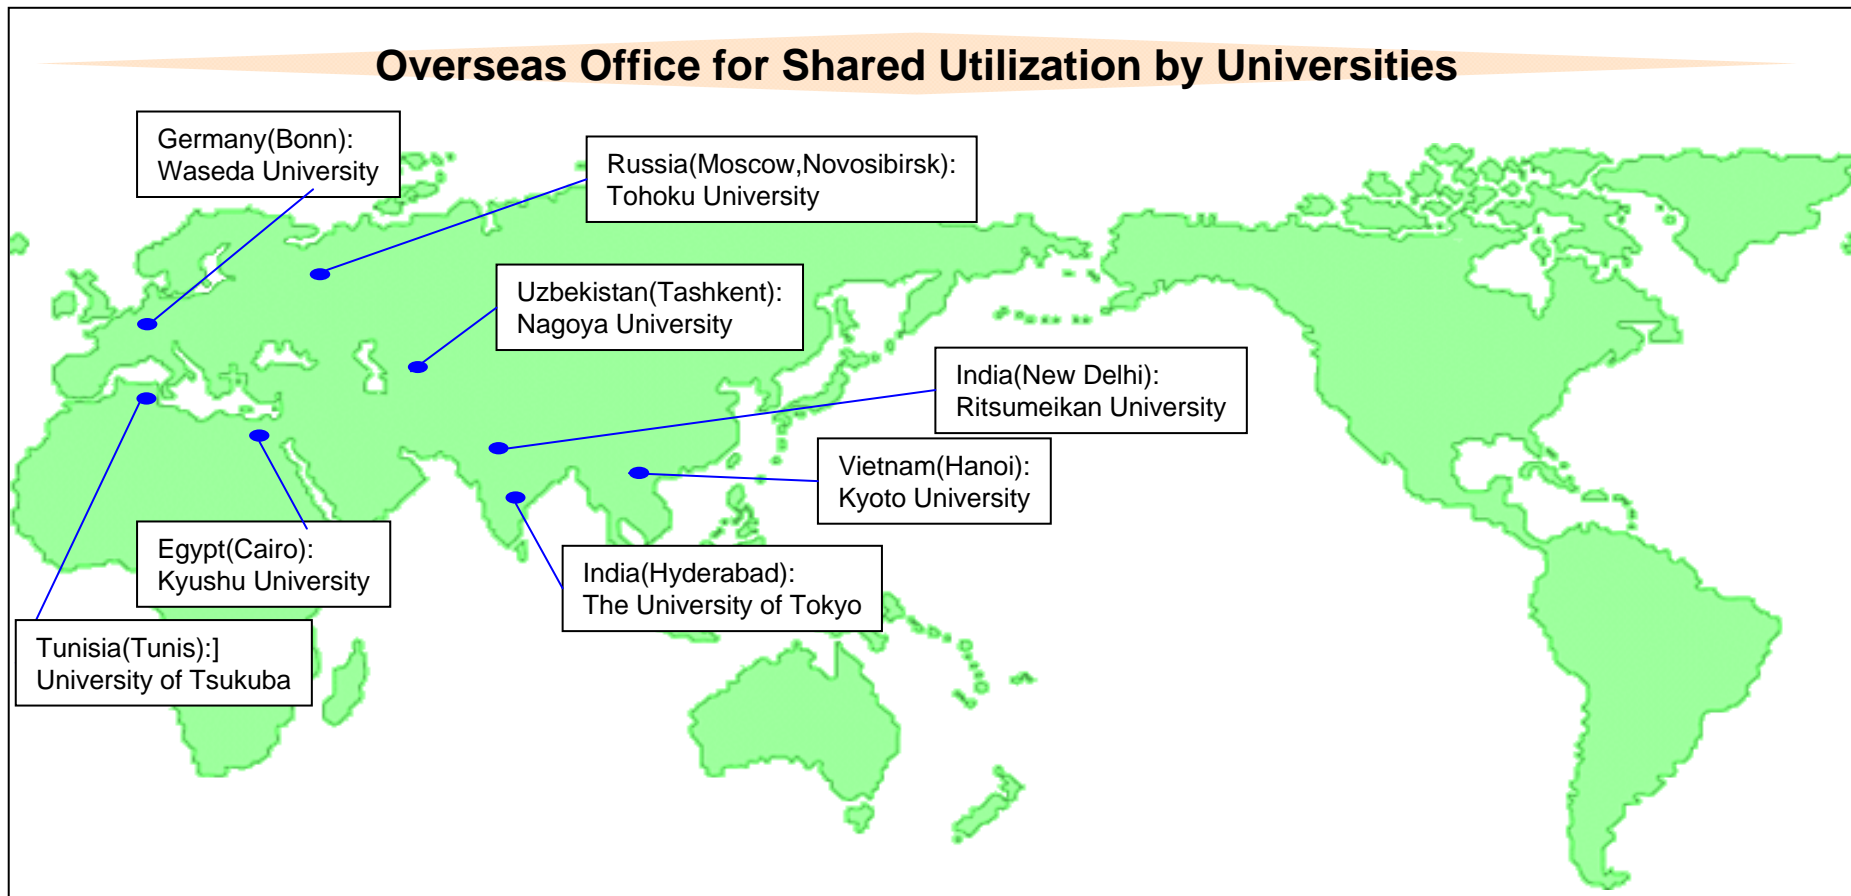 Overseas Office for Shared Utilization by Universities
Germany(Bonn):
Waseda University
Russia(Moscow,Novosibirsk):
Tohoku University
Uzbekistan(Tashkent):
Nagoya University
India(New Delhi):
Ritsumeikan University
Vietnam(Hanoi):
Kyoto University
Egypt(Cairo):
Kyushu University
India(Hyderabad):
The University of Tokyo
Tunisia(Tunis):]
University of Tsukuba